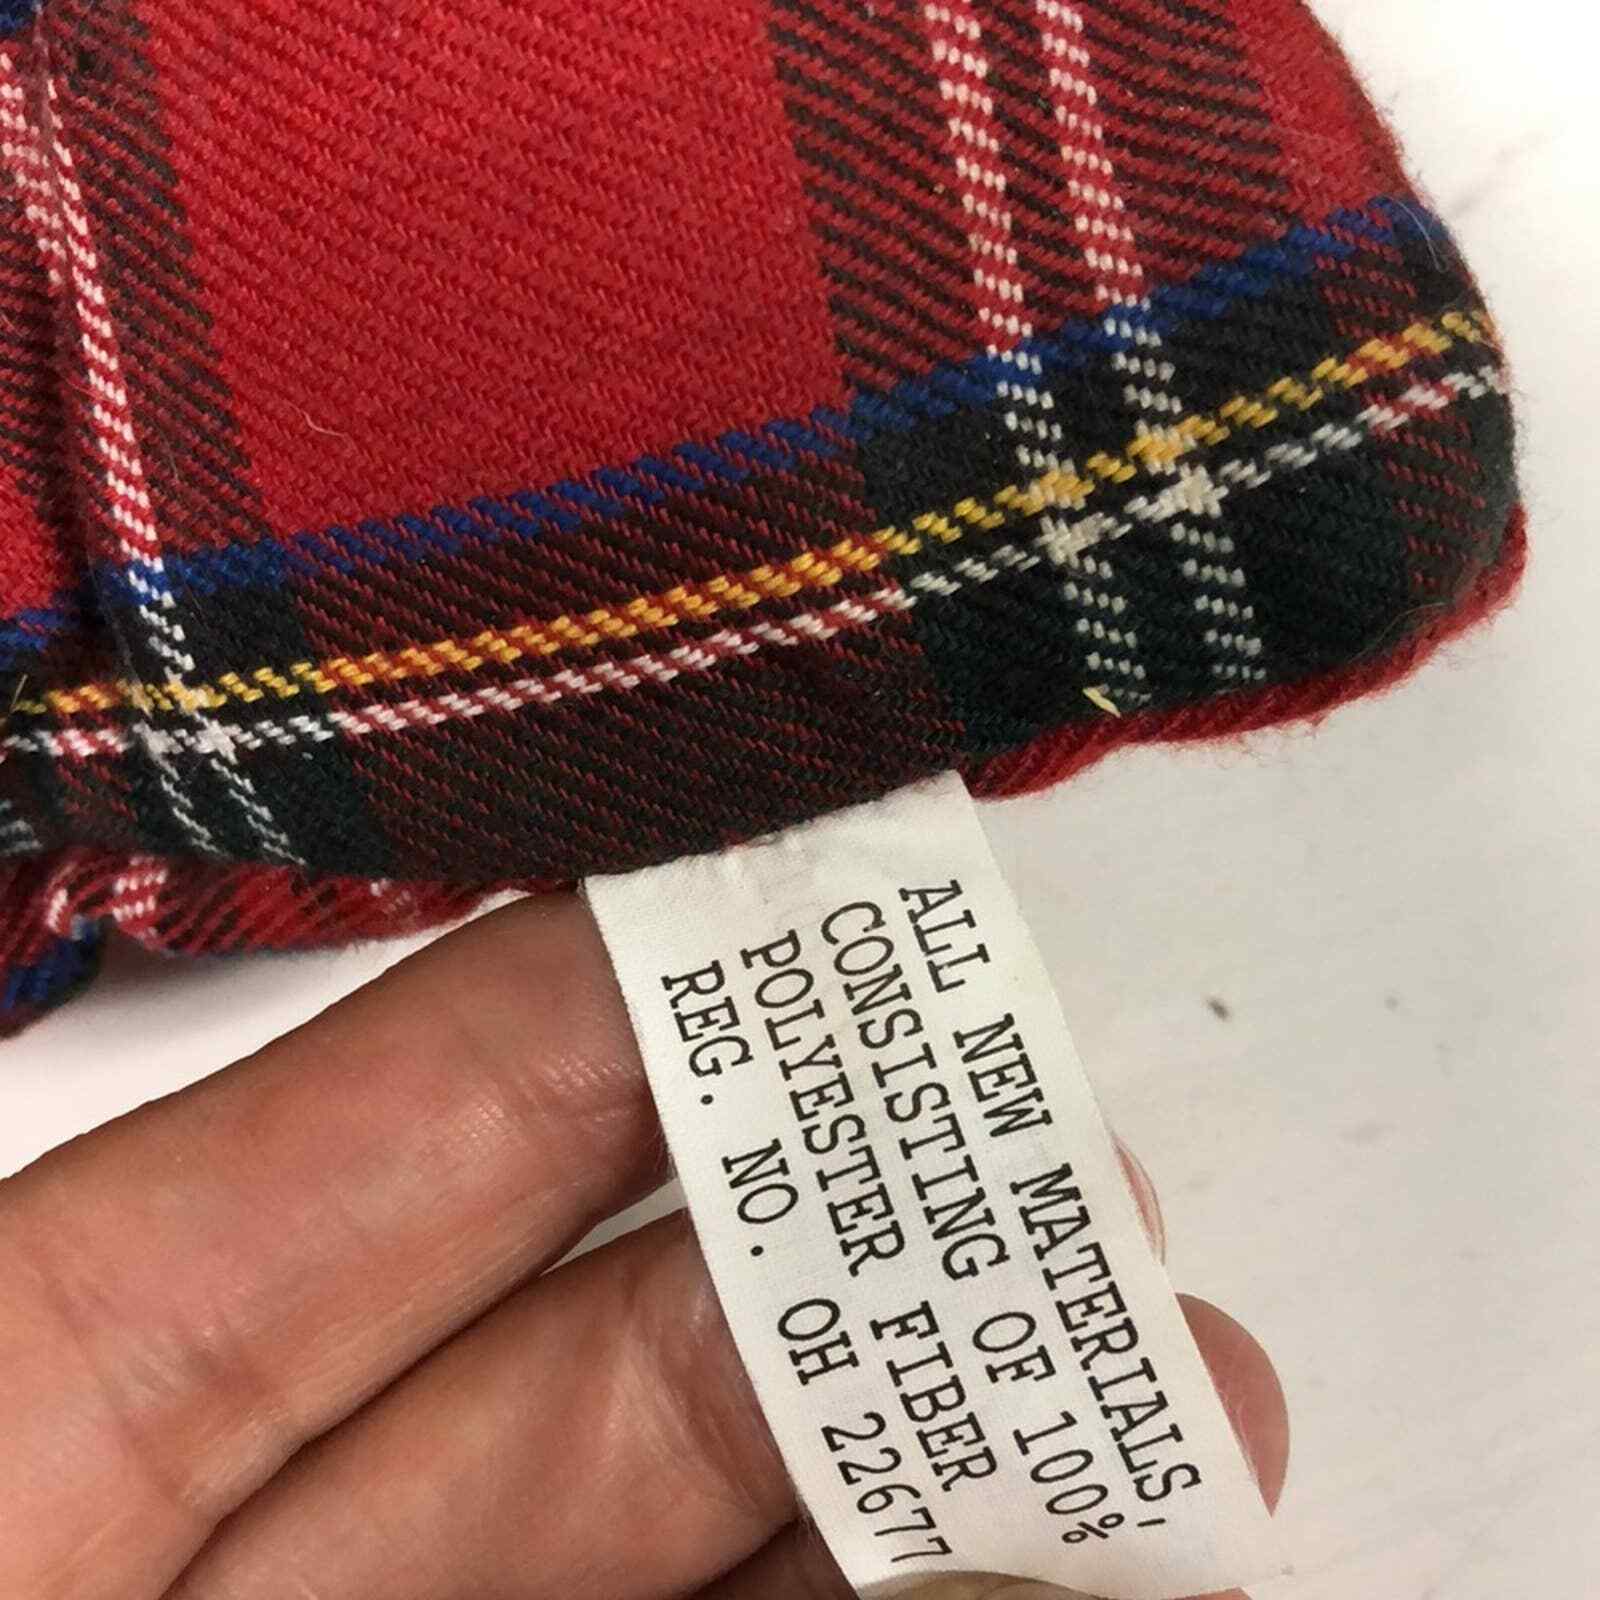 ALL NEW MATERIALS,
CONSISTING OF 100%
POLYESTER FIBER
REG. NO. OH 22677